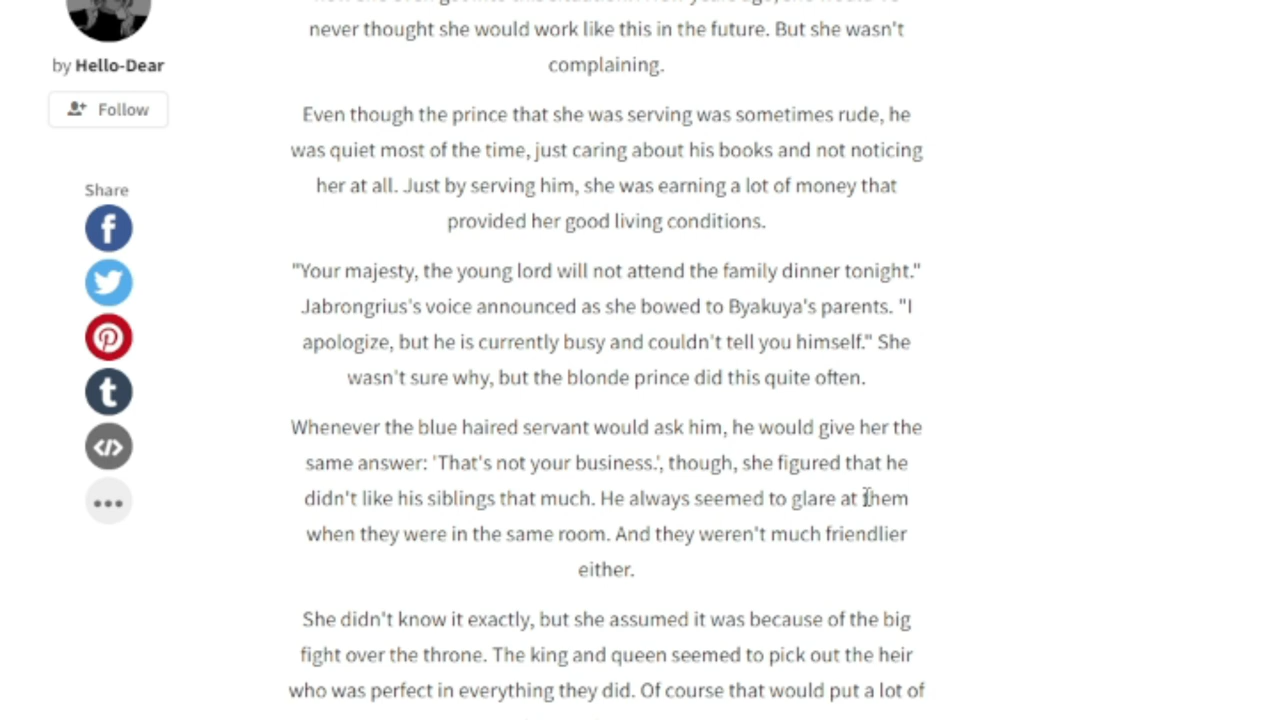 by Hello-Dear
Follow
Share
never thought she would work like this in the future. But she wasn't
complaining.
Even though the prince that she was serving was sometimes rude, he
was quiet most of the time, just caring about his books and not noticing
her at all. Just by serving him, she was earning a lot of money that
provided her good living conditions.
"Your majesty, the young lord will not attend the family dinner tonight."
Jabrongrius's voice announced as she bowed to Byakuya's parents. "I
apologize, but he is currently busy and couldn't tell you himself." She
wasn't sure why, but the blonde prince did this quite often.
Whenever the blue haired servant would ask him, he would give her the
same answer: 'That's not your business.', though, she figured that he
didn't like his siblings that much. He always seemed to glare at them
when they were in the same room. And they weren't much friendlier
either.
She didn't know it exactly, but she assumed it was because of the big
fight over the throne. The king and queen seemed to pick out the heir
who was perfect in everything they did. Of course that would put a lot of